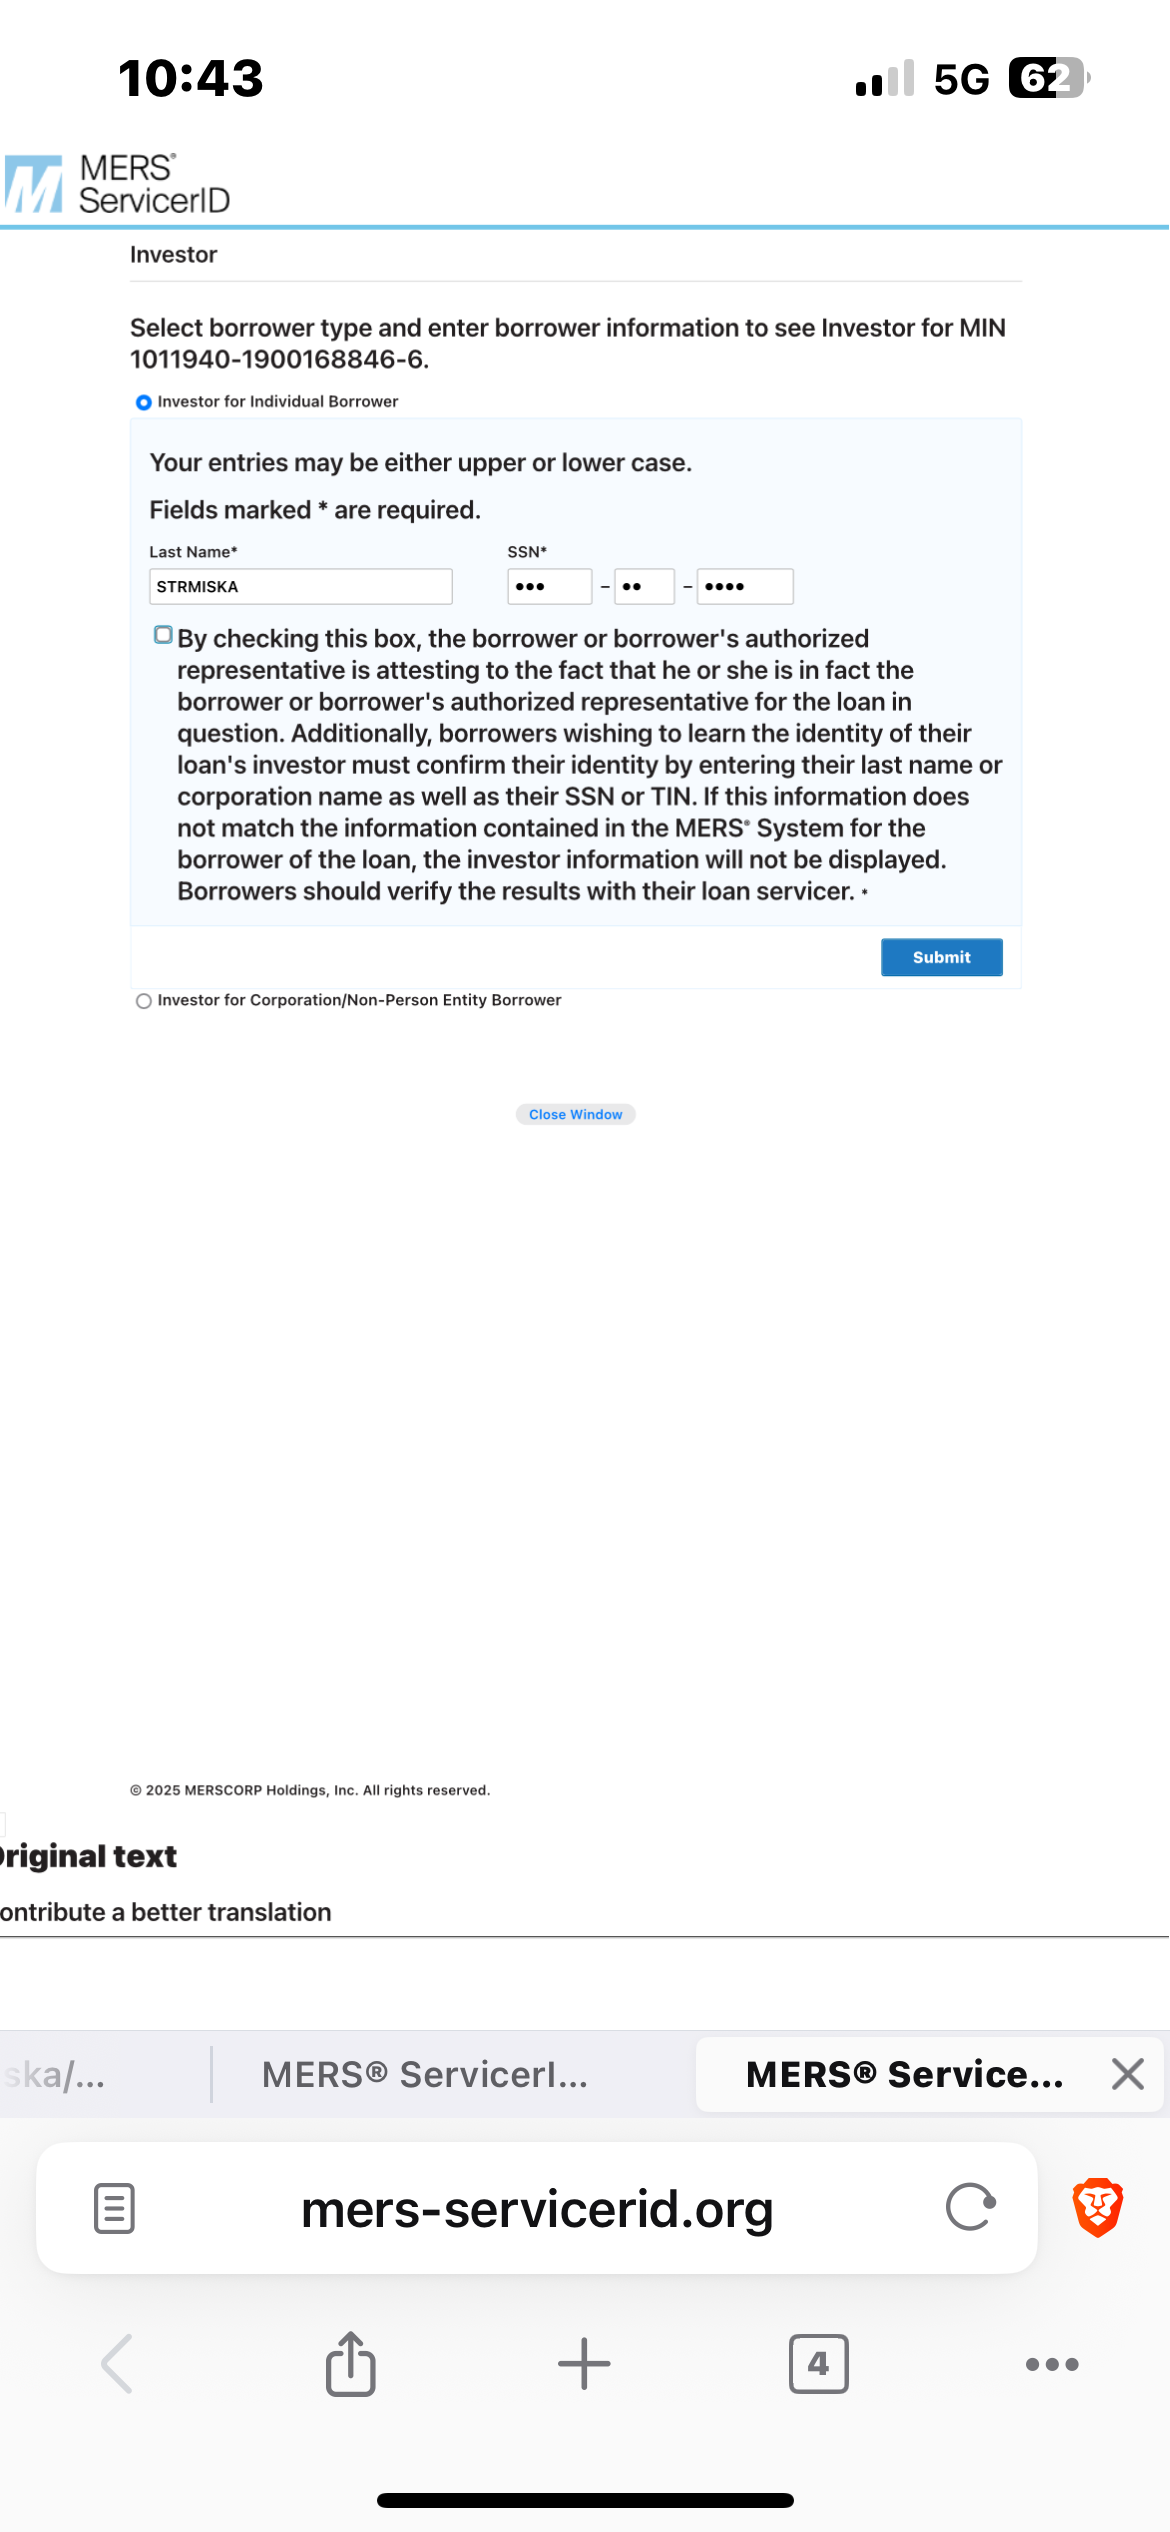 10:43
5G 62
MERS®
ServicerID
Investor
Select borrower type and enter borrower information to see Investor for MIN
1011940-1900168846-6.
Investor for Individual Borrower
Your entries may be either upper or lower case.
Fields marked * are required.
Last Name* SSN*
STRMISKA ••• – •• – ••••
By checking this box, the borrower or borrower's authorized
representative is attesting to the fact that he or she is in fact the
borrower or borrower's authorized representative for the loan in
question. Additionally, borrowers wishing to learn the identity of their
loan's investor must confirm their identity by entering their last name or
corporation name as well as their SSN or TIN. If this information does
not match the information contained in the MERS® System for the
borrower of the loan, the investor information will not be displayed.
Borrowers should verify the results with their loan servicer. *
Submit
Investor for Corporation/Non-Person Entity Borrower
Close Window
© 2025 MERSCORP Holdings, Inc. All rights reserved.
Original text
ontribute a better translation
ska/... MERS® ServicerI... MERS® Service...
mers-servicerid.org
4